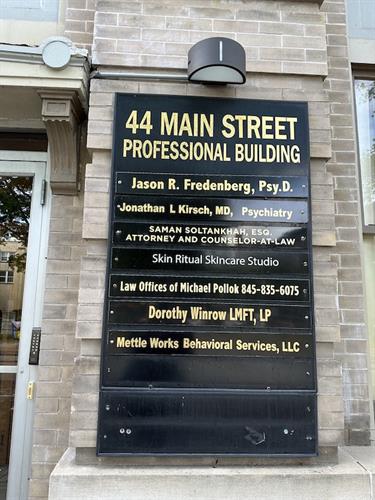 44 MAIN STREET
PROFESSIONAL BUILDING
Jason R. Fredenberg, Psy.D.
Jonathan L Kirsch, MD, Psychiatry
SAMAN SOLTANKHAH, ESQ.
ATTORNEY AND COUNSELOR-AT-LAW
Skin Ritual Skincare Studio
Law Offices of Michael Pollok 845-835-6075
Dorothy Winrow LMFT, LP
Mettle Works Behavioral Services, LLC